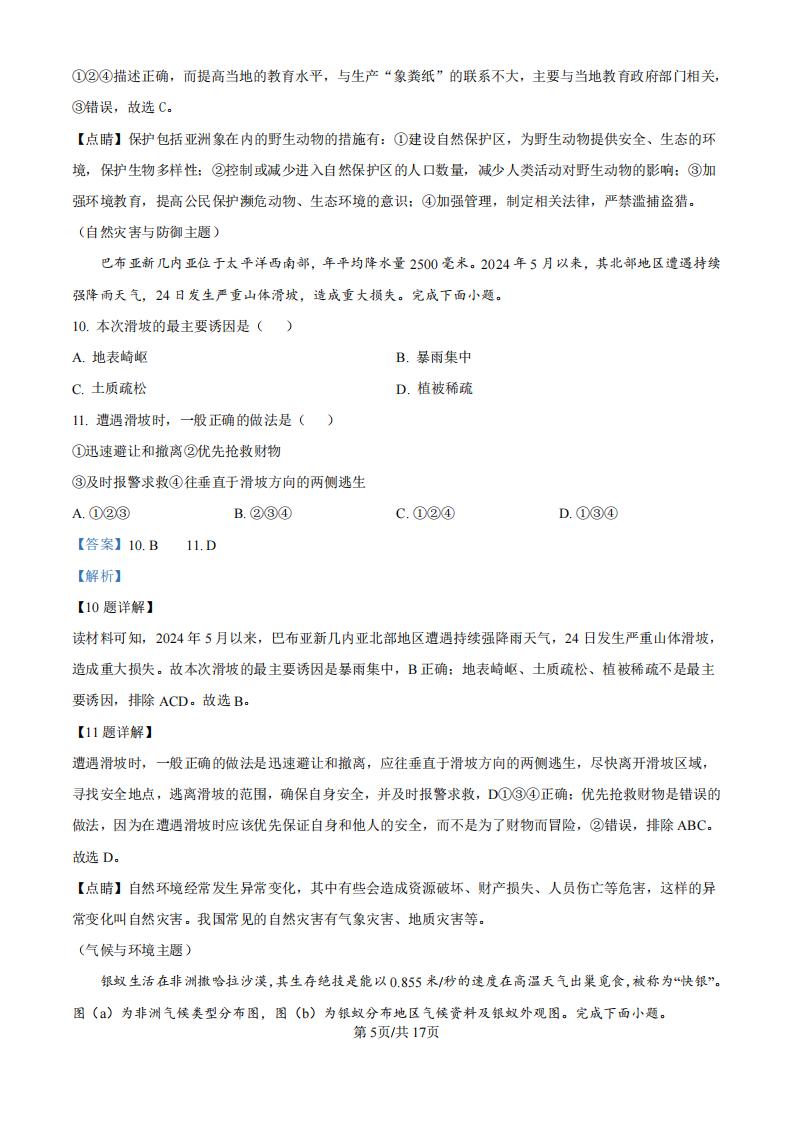 ①②④描述正确，而提高当地的教育水平，与生产“象粪纸”的联系不大，主要与当地教育政府部门相关，
③错误，故选 C。
【点睛】保护包括亚洲象在内的野生动物的措施有：①建设自然保护区，为野生动物提供安全、生态的环
境，保护生物多样性；②控制或减少进入自然保护区的人口数量，减少人类活动对野生动物的影响；③加
强环境教育，提高公民保护濒危动物、生态环境的意识；④加强管理，制定相关法律，严禁滥捕盗猎。
（自然灾害与防御主题）
巴布亚新几内亚位于太平洋西南部，年平均降水量 2500 毫米。2024 年 5 月以来，其北部地区遭遇持续
强降雨天气，24 日发生严重山体滑坡，造成重大损失。完成下面小题。
10. 本次滑坡的最主要诱因是（ ）
A. 地表崎岖 B. 暴雨集中
C. 土质疏松 D. 植被稀疏
11. 遭遇滑坡时，一般正确的做法是（ ）
①迅速避让和撤离②优先抢救财物
③及时报警求救④往垂直于滑坡方向的两侧逃生
A. ①②③ B. ②③④ C. ①②④ D. ①③④
【答案】10. B 11. D
【解析】
【10 题详解】
读材料可知，2024 年 5 月以来，巴布亚新几内亚北部地区遭遇持续强降雨天气，24 日发生严重山体滑坡，
造成重大损失。故本次滑坡的最主要诱因是暴雨集中，B 正确；地表崎岖、土质疏松、植被稀疏不是最主
要诱因，排除 ACD。故选 B。
【11 题详解】
遭遇滑坡时，一般正确的做法是迅速避让和撤离，应往垂直于滑坡方向的两侧逃生，尽快离开滑坡区域，
寻找安全地点，逃离滑坡的范围，确保自身安全，并及时报警求救，D①③④正确；优先抢救财物是错误的
做法，因为在遭遇滑坡时应该优先保证自身和他人的安全，而不是为了财物而冒险，②错误，排除 ABC。
故选 D。
【点睛】自然环境经常发生异常变化，其中有些会造成资源破坏、财产损失、人员伤亡等危害，这样的异
常变化叫自然灾害。我国常见的自然灾害有气象灾害、地质灾害等。
（气候与环境主题）
银蚁生活在非洲撒哈拉沙漠，其生存绝技是能以 0.855 米/秒的速度在高温天气出巢觅食，被称为“快银”。
图（a）为非洲气候类型分布图，图（b）为银蚁分布地区气候资料及银蚁外观图。完成下面小题。
第 5页/共 17页